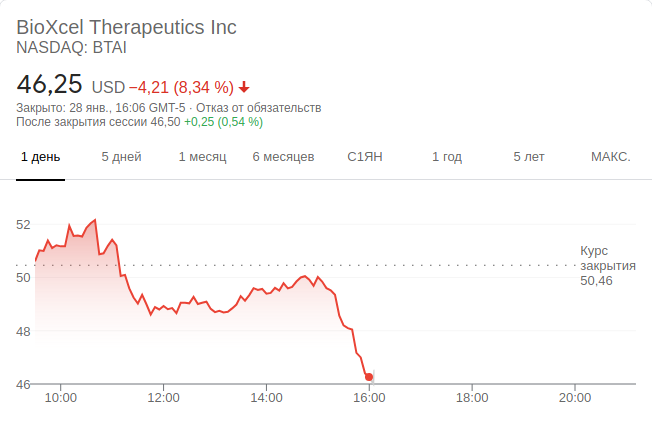 BioXcel Therapeutics Inc
NASDAQ: BTAI
46,25 USD −4,21 (8,34 %)
Закрыто: 28 янв., 16:06 GMT-5 · Отказ от обязательств
После закрытия сессии 46,50 +0,25 (0,54 %)
1 день 5 дней 1 месяц 6 месяцев С1ЯН 1 год 5 лет МАКС.
52
50
48
46
Курс
закрытия
50,46
10:00 12:00 14:00 16:00 18:00 20:00